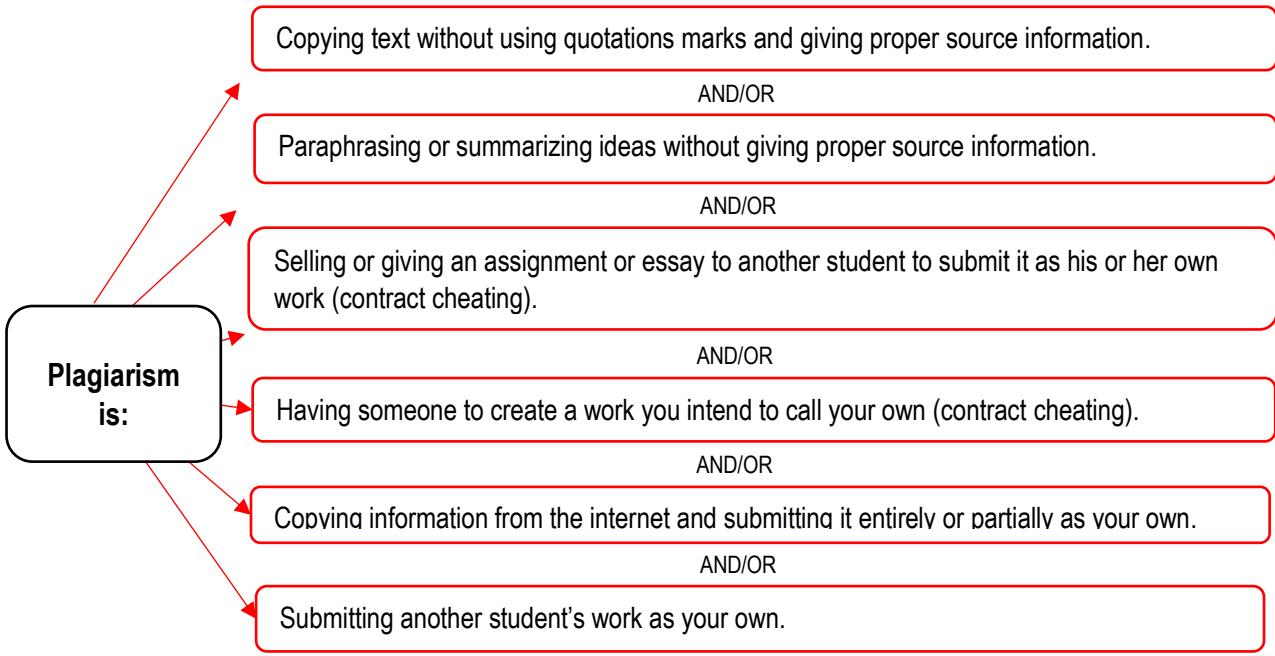 Copying text without using quotations marks and giving proper source information.
AND/OR
Paraphrasing or summarizing ideas without giving proper source information.
AND/OR
Selling or giving an assignment or essay to another student to submit it as his or her own
work (contract cheating).
AND/OR
Plagiarism
is:
Having someone to create a work you intend to call your own (contract cheating).
AND/OR
Copying information from the internet and submitting it entirely or partially as your own.
AND/OR
Submitting another student’s work as your own.